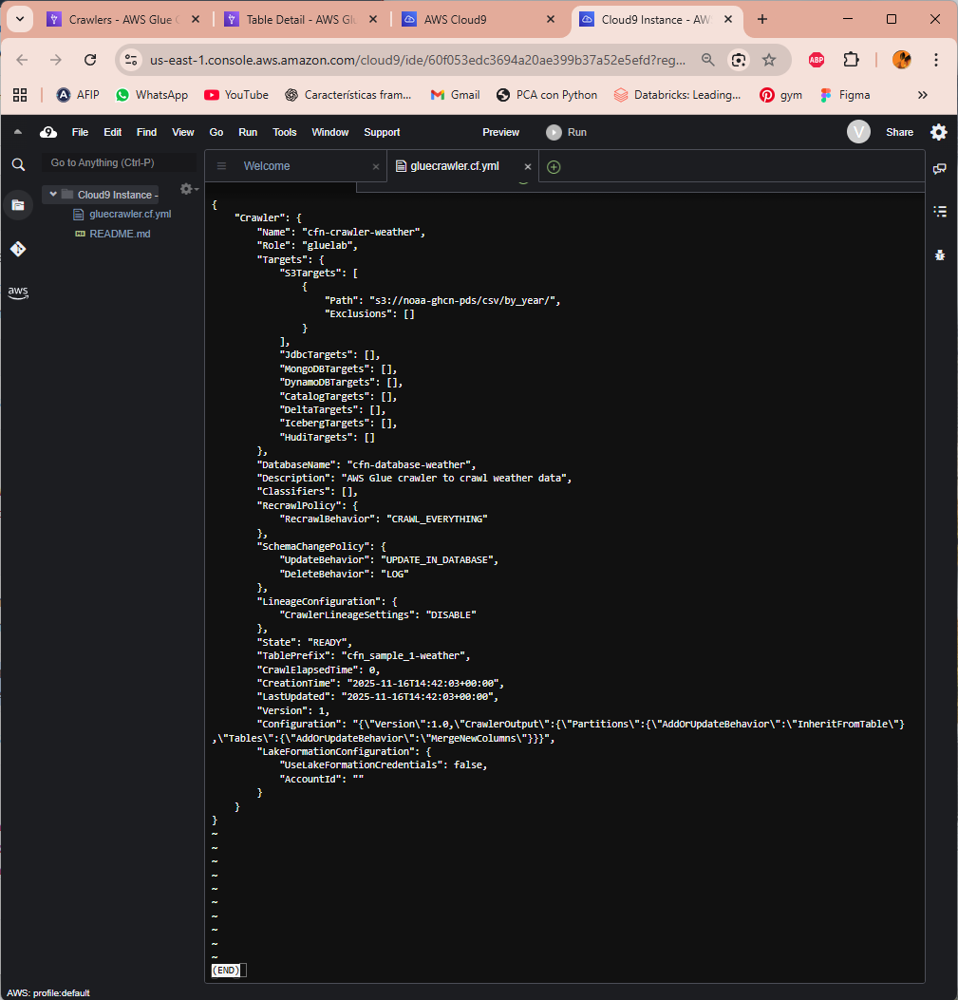 Crawlers - AWS Glue C
Table Detail - AWS Glu
AWS Cloud9
Cloud9 Instance - AW
us-east-1.console.aws.amazon.com/cloud9/ide/60f053edc3694a20ae399b37a52e5efd?reg...
ABP
AFIP
WhatsApp
YouTube
Características fram...
Gmail
PCA con Python
Databricks: Leading...
gym
Figma
9 File Edit Find View Go Run Tools Window Support Preview Run V Share
Go to Anything (Ctrl-P)
Welcome
gluecrawler.cf.yml
Cloud9 Instance -
gluecrawler.cf.yml
README.md
aws
{
    "Crawler": {
        "Name": "cfn-crawler-weather",
        "Role": "gluelab",
        "Targets": {
            "S3Targets": [
                {
                    "Path": "s3://noaa-ghcn-pds/csv/by_year/",
                    "Exclusions": []
                }
            ],
            "JdbcTargets": [],
            "MongoDBTargets": [],
            "DynamoDBTargets": [],
            "CatalogTargets": [],
            "DeltaTargets": [],
            "IcebergTargets": [],
            "HudiTargets": []
        },
        "DatabaseName": "cfn-database-weather",
        "Description": "AWS Glue crawler to crawl weather data",
        "Classifiers": [],
        "RecrawlPolicy": {
            "RecrawlBehavior": "CRAWL_EVERYTHING"
        },
        "SchemaChangePolicy": {
            "UpdateBehavior": "UPDATE_IN_DATABASE",
            "DeleteBehavior": "LOG"
        },
        "LineageConfiguration": {
            "CrawlerLineageSettings": "DISABLE"
        },
        "State": "READY",
        "TablePrefix": "cfn_sample_1-weather",
        "CrawlElapsedTime": 0,
        "CreationTime": "2025-11-16T14:42:03+00:00",
        "LastUpdated": "2025-11-16T14:42:03+00:00",
        "Version": 1,
        "Configuration": "{\"Version\":1.0,\"CrawlerOutput\":{\"Partitions\":{\"AddOrUpdateBehavior\":\"InheritFromTable\"}
,\"Tables\":{\"AddOrUpdateBehavior\":\"MergeNewColumns\"}}}",
        "LakeFormationConfiguration": {
            "UseLakeFormationCredentials": false,
            "AccountId": ""
        }
    }
}
~
~
~
~
~
~
~
~
~
~
(END)
AWS: profile:default